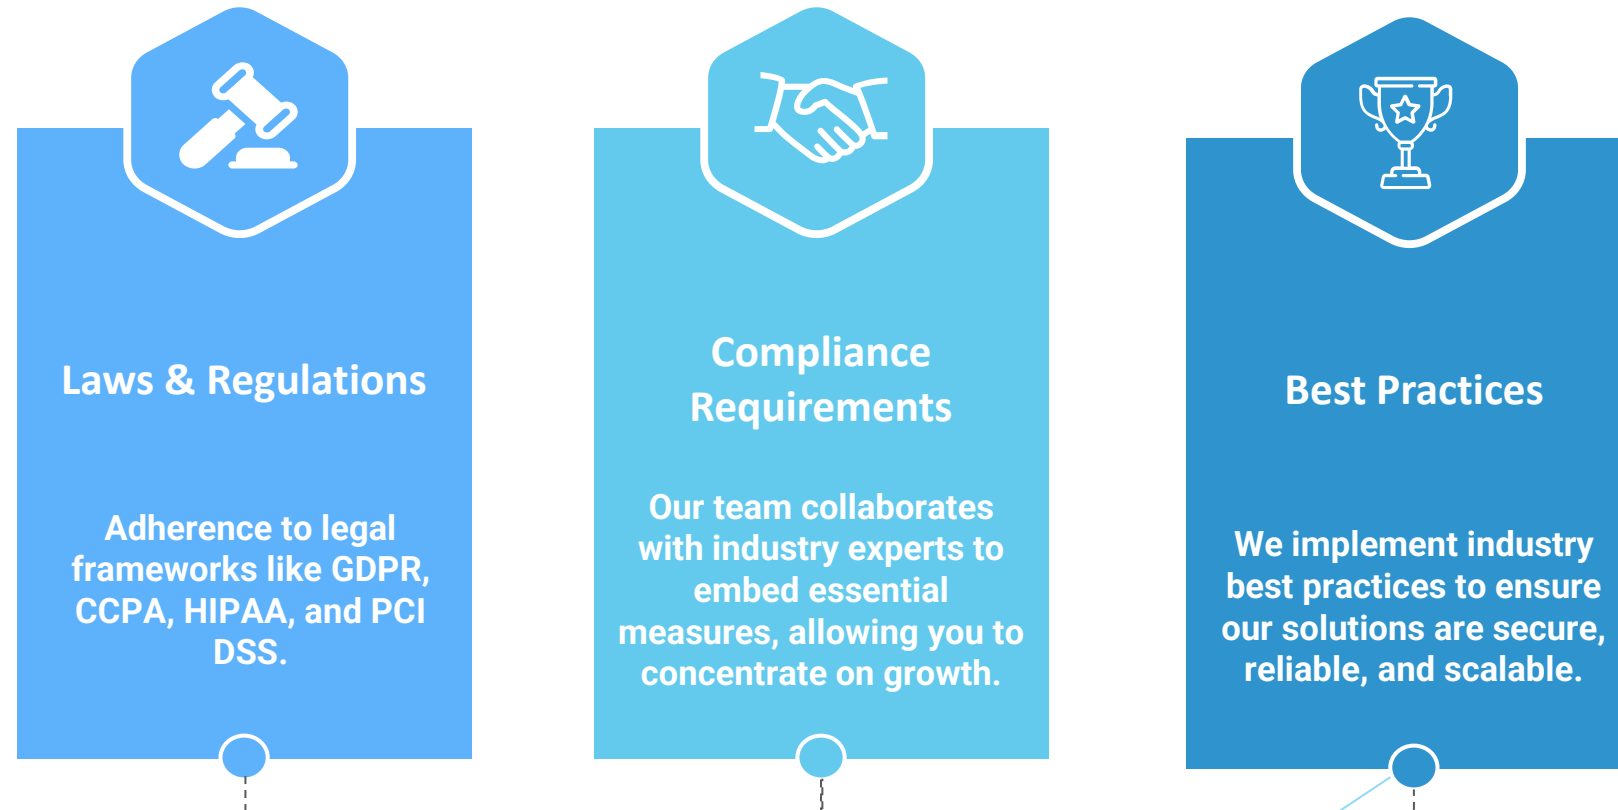 Laws & Regulations
Adherence to legal
frameworks like GDPR,
CCPA, HIPAA, and PCI
DSS.
Compliance
Requirements
Our team collaborates
with industry experts to
embed essential
measures, allowing you to
concentrate on growth.
Best Practices
We implement industry
best practices to ensure
our solutions are secure,
reliable, and scalable.